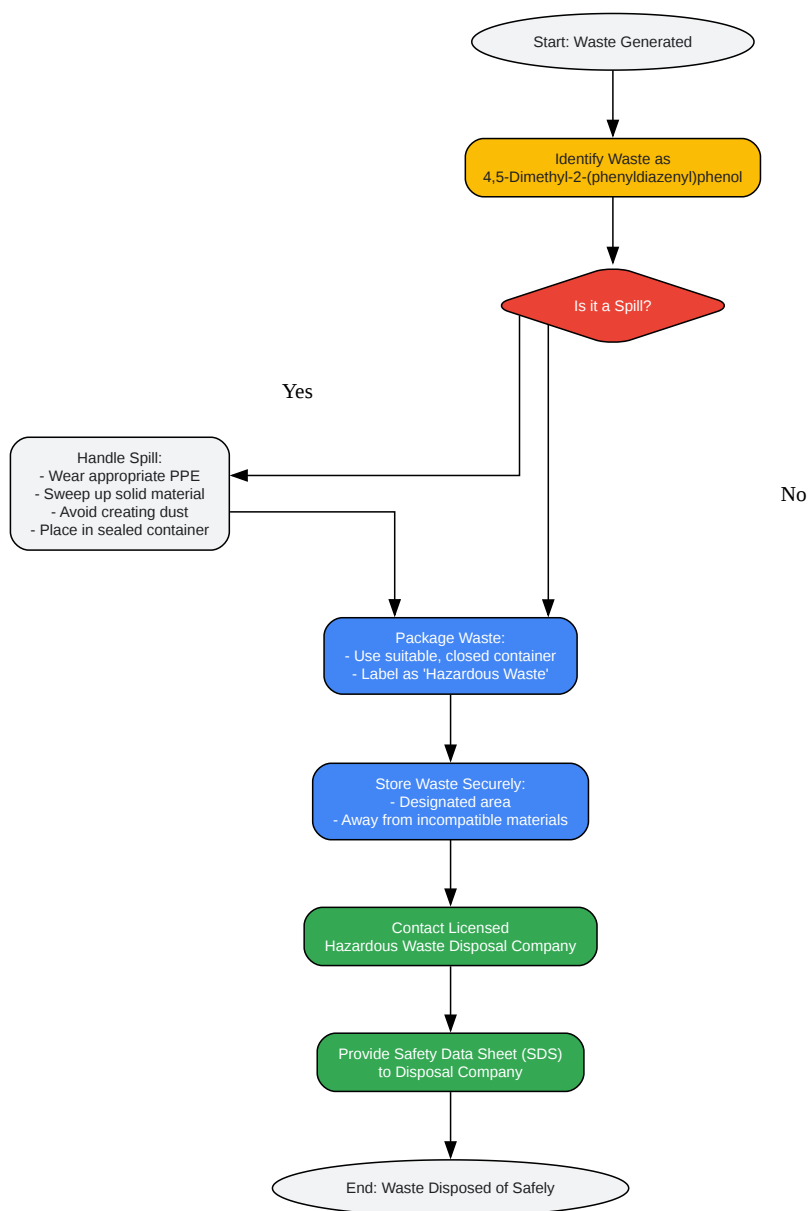 Start: Waste Generated
Identify Waste as
4,5-Dimethyl-2-(phenyldiazenyl)phenol
Is it a Spill?
Yes
Handle Spill:
- Wear appropriate PPE
- Sweep up solid material
- Avoid creating dust
- Place in sealed container
No
Package Waste:
- Use suitable, closed container
- Label as 'Hazardous Waste'
Store Waste Securely:
- Designated area
- Away from incompatible materials
Contact Licensed
Hazardous Waste Disposal Company
Provide Safety Data Sheet (SDS)
to Disposal Company
End: Waste Disposed of Safely